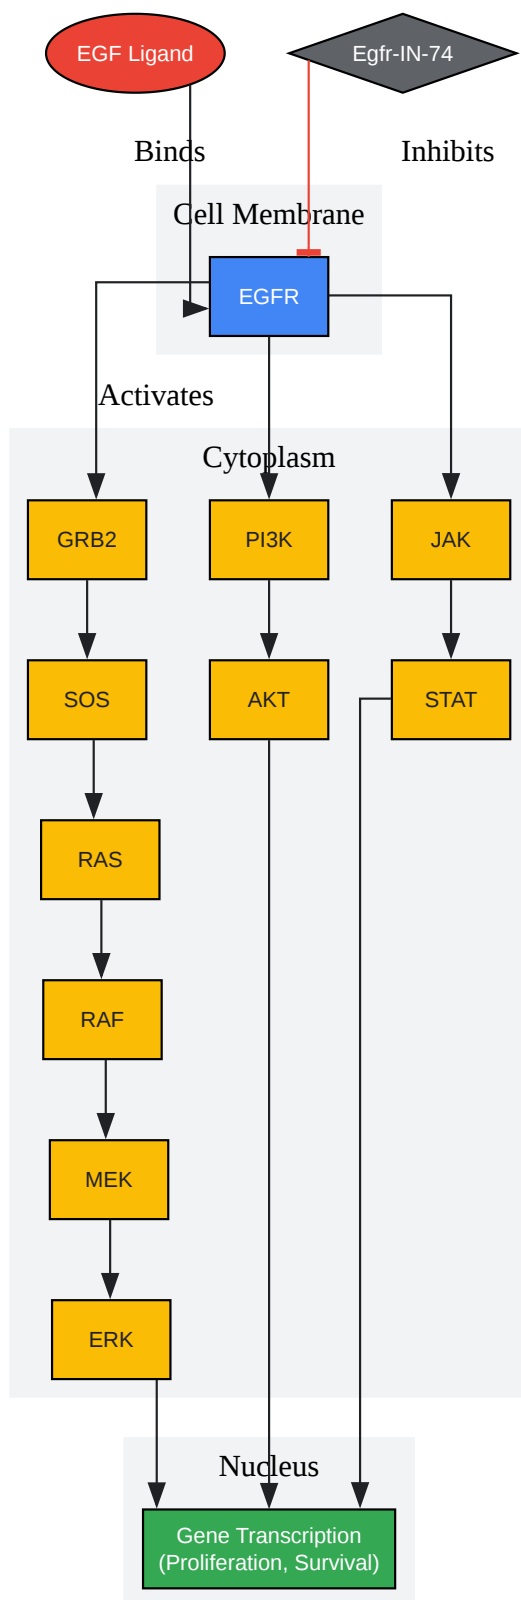 EGF Ligand
Egfr-IN-74
Binds
Inhibits
Cell Membrane
EGFR
Activates
Cytoplasm
GRB2
PI3K
JAK
SOS
AKT
STAT
RAS
RAF
MEK
ERK
Nucleus
Gene Transcription
(Proliferation, Survival)